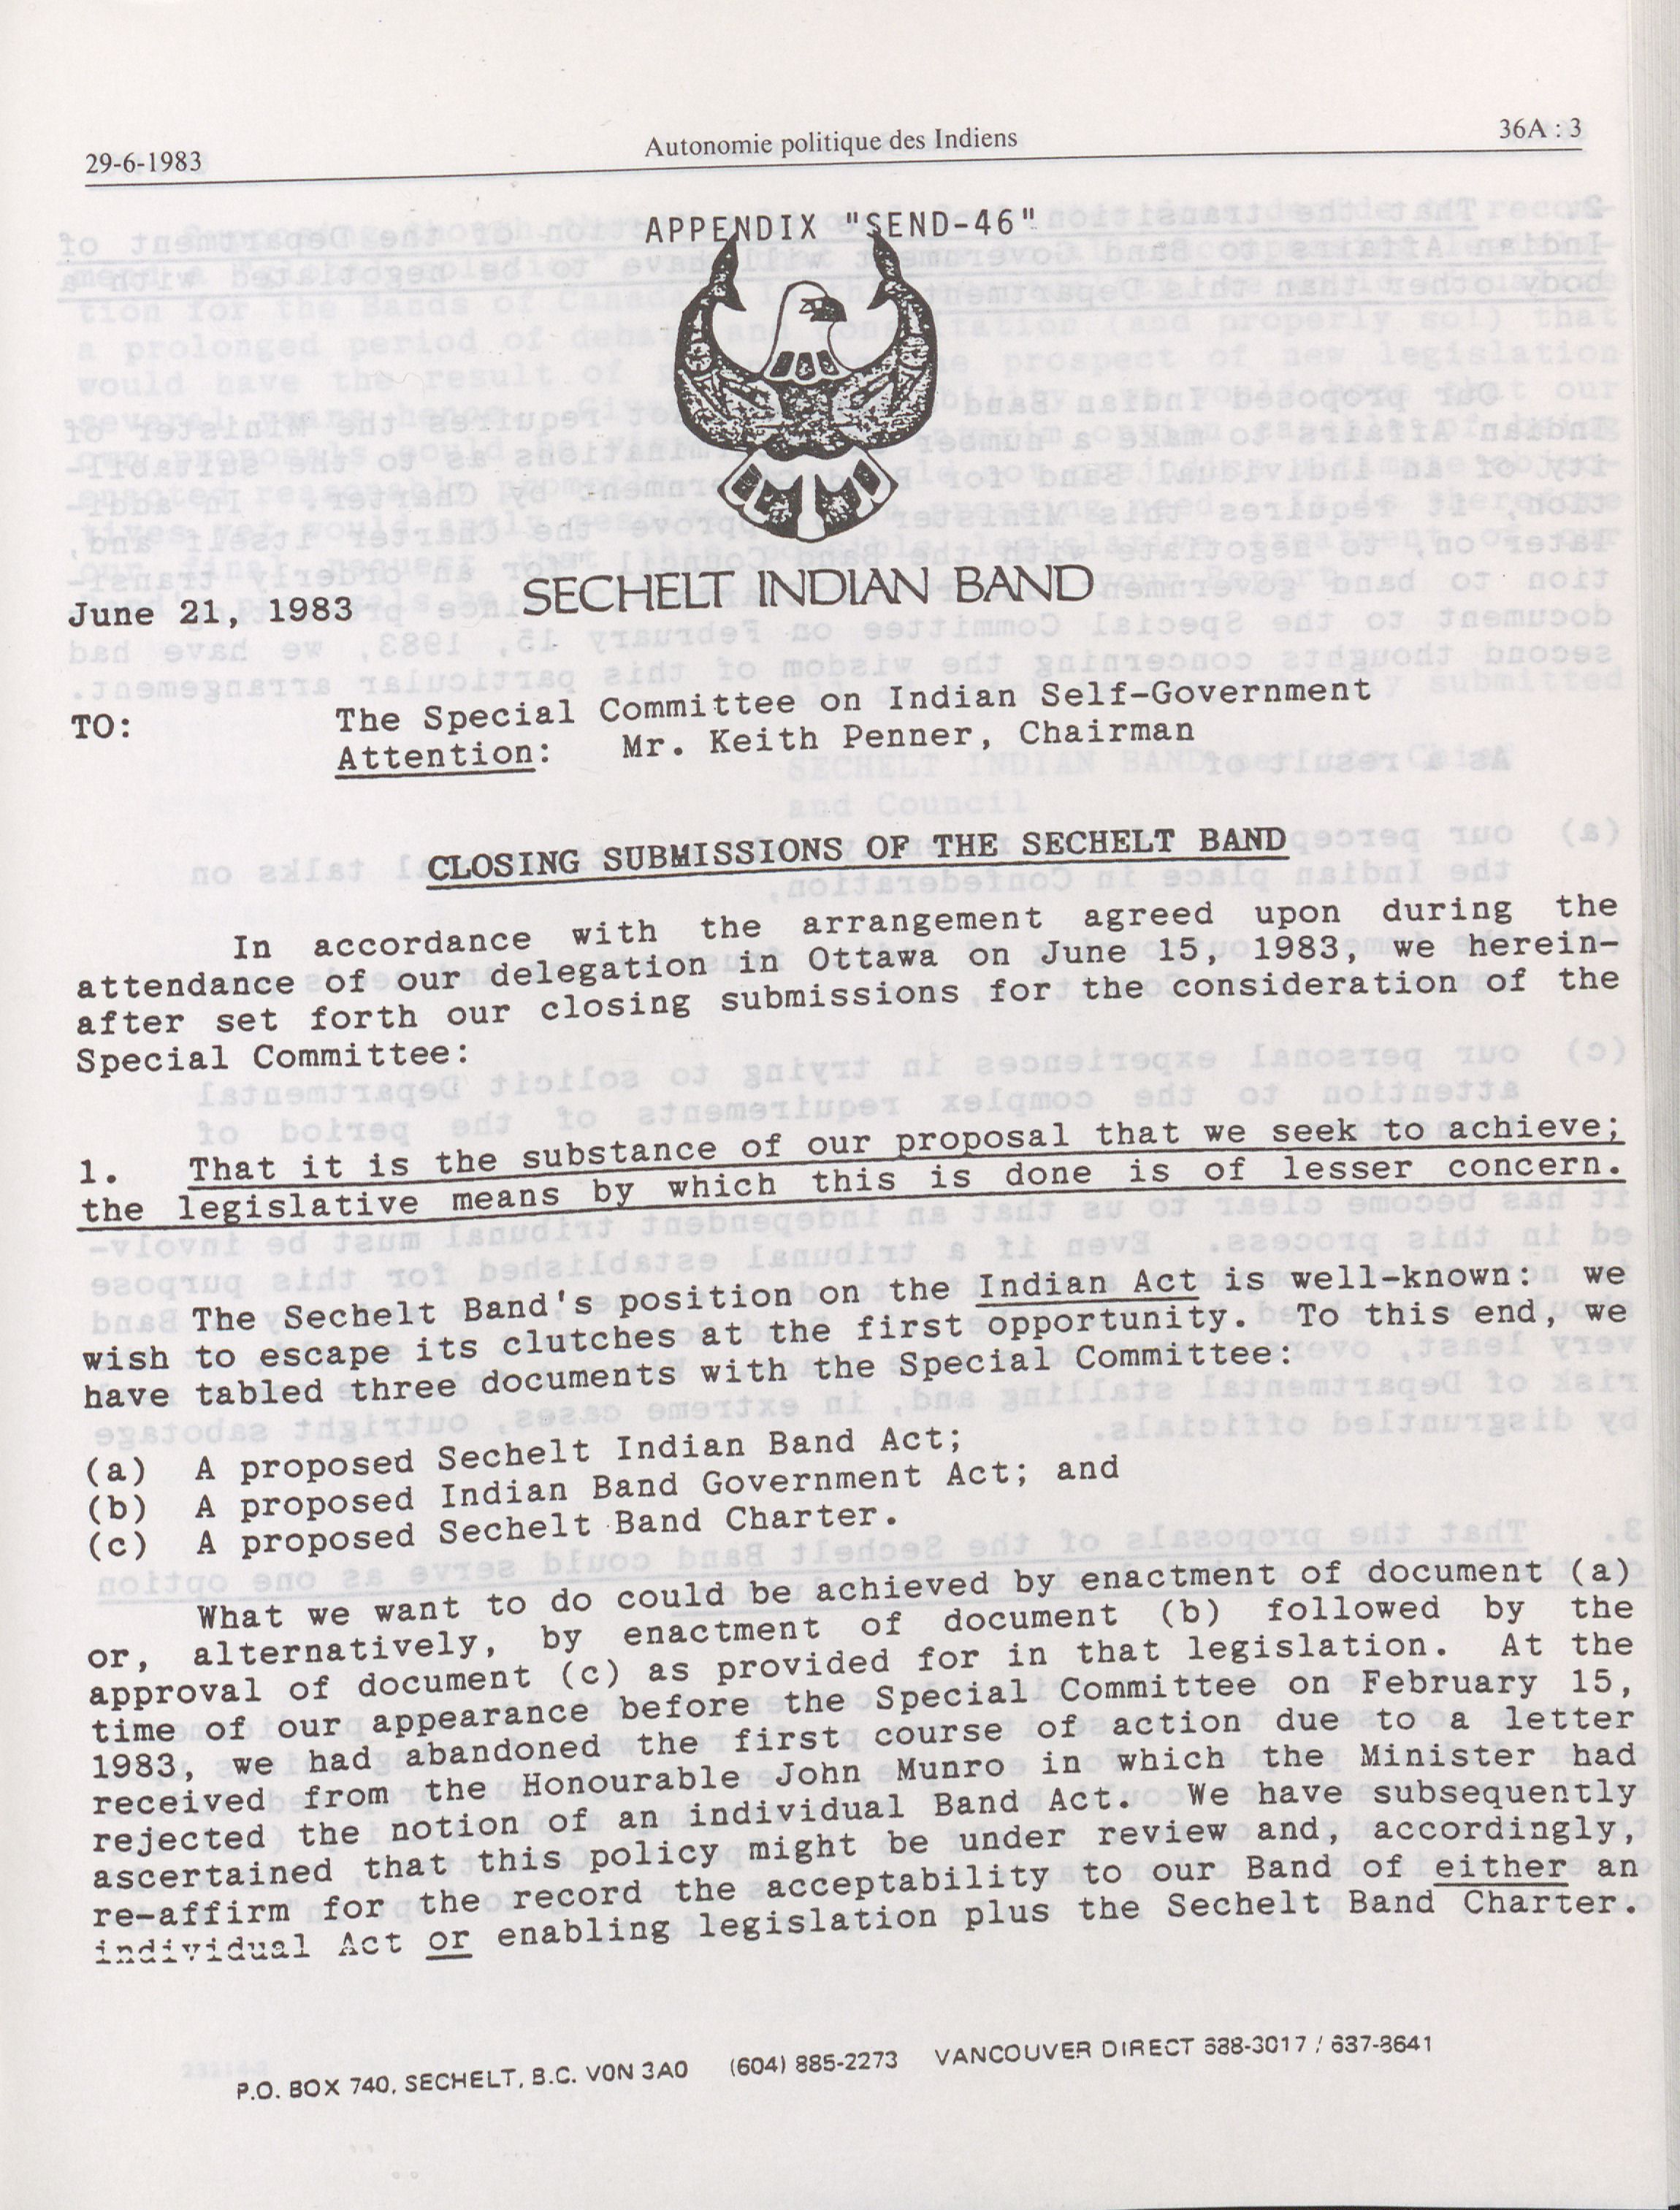 29-6-1983
Autonomie politique des Indiens
36A : 3
APPENDIX "SEND-46"
SECHELT INDIAN BAND
June 21, 1983
TO: The Special Committee on Indian Self-Government
Attention: Mr. Keith Penner, Chairman
CLOSING SUBMISSIONS OF THE SECHELT BAND
In accordance with the arrangement agreed upon during the
attendance of our delegation in Ottawa on June 15, 1983, we herein-
after set forth our closing submissions for the consideration of the
Special Committee:
1. That it is the substance of our proposal that we seek to achieve;
the legislative means by which this is done is of lesser concern.
The Sechelt Band's position on the Indian Act is well-known: we
wish to escape its clutches at the first opportunity. To this end, we
have tabled three documents with the Special Committee:
(a) A proposed Sechelt Indian Band Act;
(b) A proposed Indian Band Government Act; and
(c) A proposed Sechelt Band Charter.
What we want to do could be achieved by enactment of document (a)
or, alternatively, by enactment of document (b) followed by the
approval of document (c) as provided for in that legislation. At the
time of our appearance before the Special Committee on February 15,
1983, we had abandoned the first course of action due to a letter
received from the Honourable John Munro in which the Minister had
rejected the notion of an individual Band Act. We have subsequently
ascertained that this policy might be under review and, accordingly,
re-affirm for the record the acceptability to our Band of either an
individual Act or enabling legislation plus the Sechelt Band Charter.
P.O. BOX 740, SECHELT, B.C. V0N 3A0 (604) 885-2273 VANCOUVER DIRECT 688-3017 / 687-8641